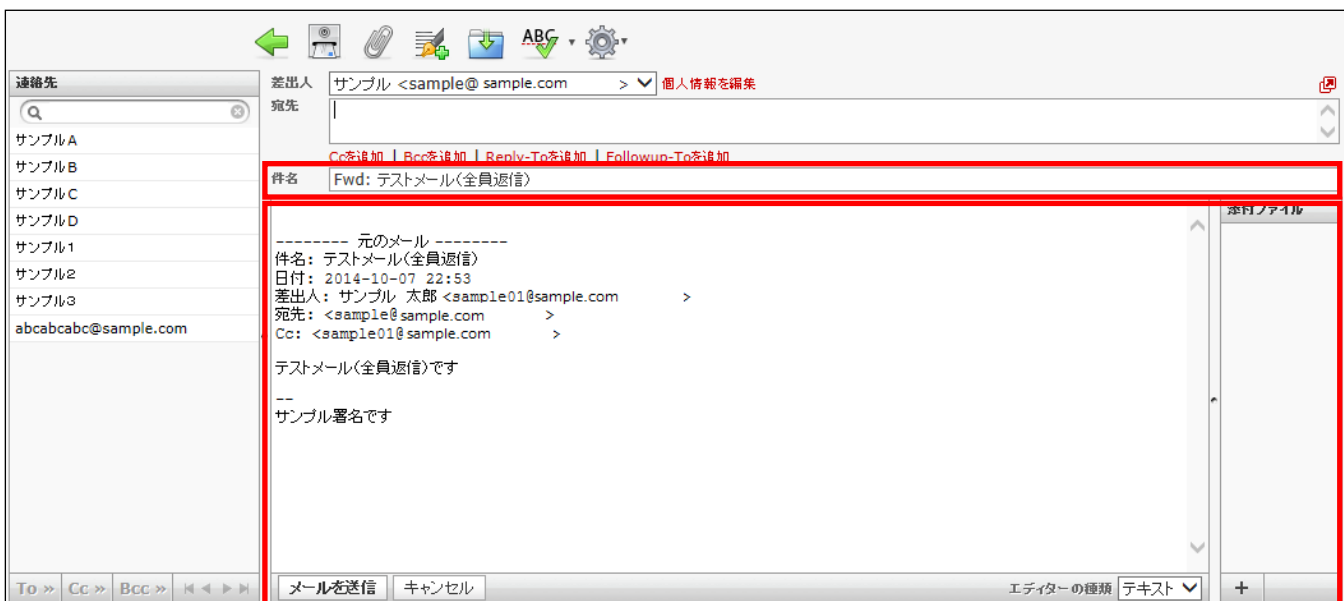 ABC
連絡先
サンプルA
サンプルB
サンプルC
サンプルD
サンプル1
サンプル2
サンプル3
abcabcabc@sample.com
To » Cc » Bcc »
差出人 サンプル <sample@ sample.com > 個人情報を編集
宛先
Ccを追加 | Bccを追加 | Reply-Toを追加 | Followup-Toを追加
件名 Fwd: テストメール(全員返信)
-------- 元のメール --------
件名: テストメール(全員返信)
日付: 2014-10-07 22:53
差出人: サンプル 太郎 <sample01@sample.com >
宛先: <sample@ sample.com >
Cc: <sample01@ sample.com >
テストメール(全員返信)です
--
サンプル署名です
添付ファイル
メールを送信 キャンセル エディターの種類 テキスト +